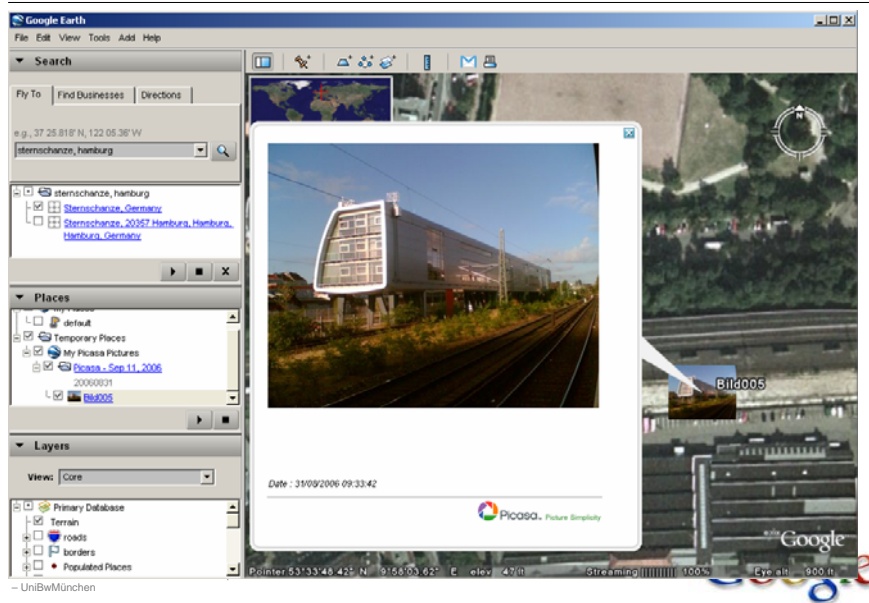 Google Earth
File Edit View Tools Add Help
Search
Fly To Find Businesses Directions
e.g., 37 25.818' N, 122 05.36' W
sternschanze, hamburg
sternschanze, hamburg
Sternschanze, Germany
Sternschanze, 20357 Hamburg, Hamburg,
Hamburg, Germany
Places
default
Temporary Places
My Picasa Pictures
Picasa - Sep 11, 2006
20060831
Bild005
Layers
View: Core
Primary Database
Terrain
roads
borders
Populated Places
N
Date : 31/08/2006 09:33:42
Picasa. Picture Simplicity
Bild005
Google
Pointer 53°33'48.42" N 9°58'03.62" E elev 47 ft Streaming |||||||||| 100% Eye alt 900 ft
– UniBwMünchen
Google